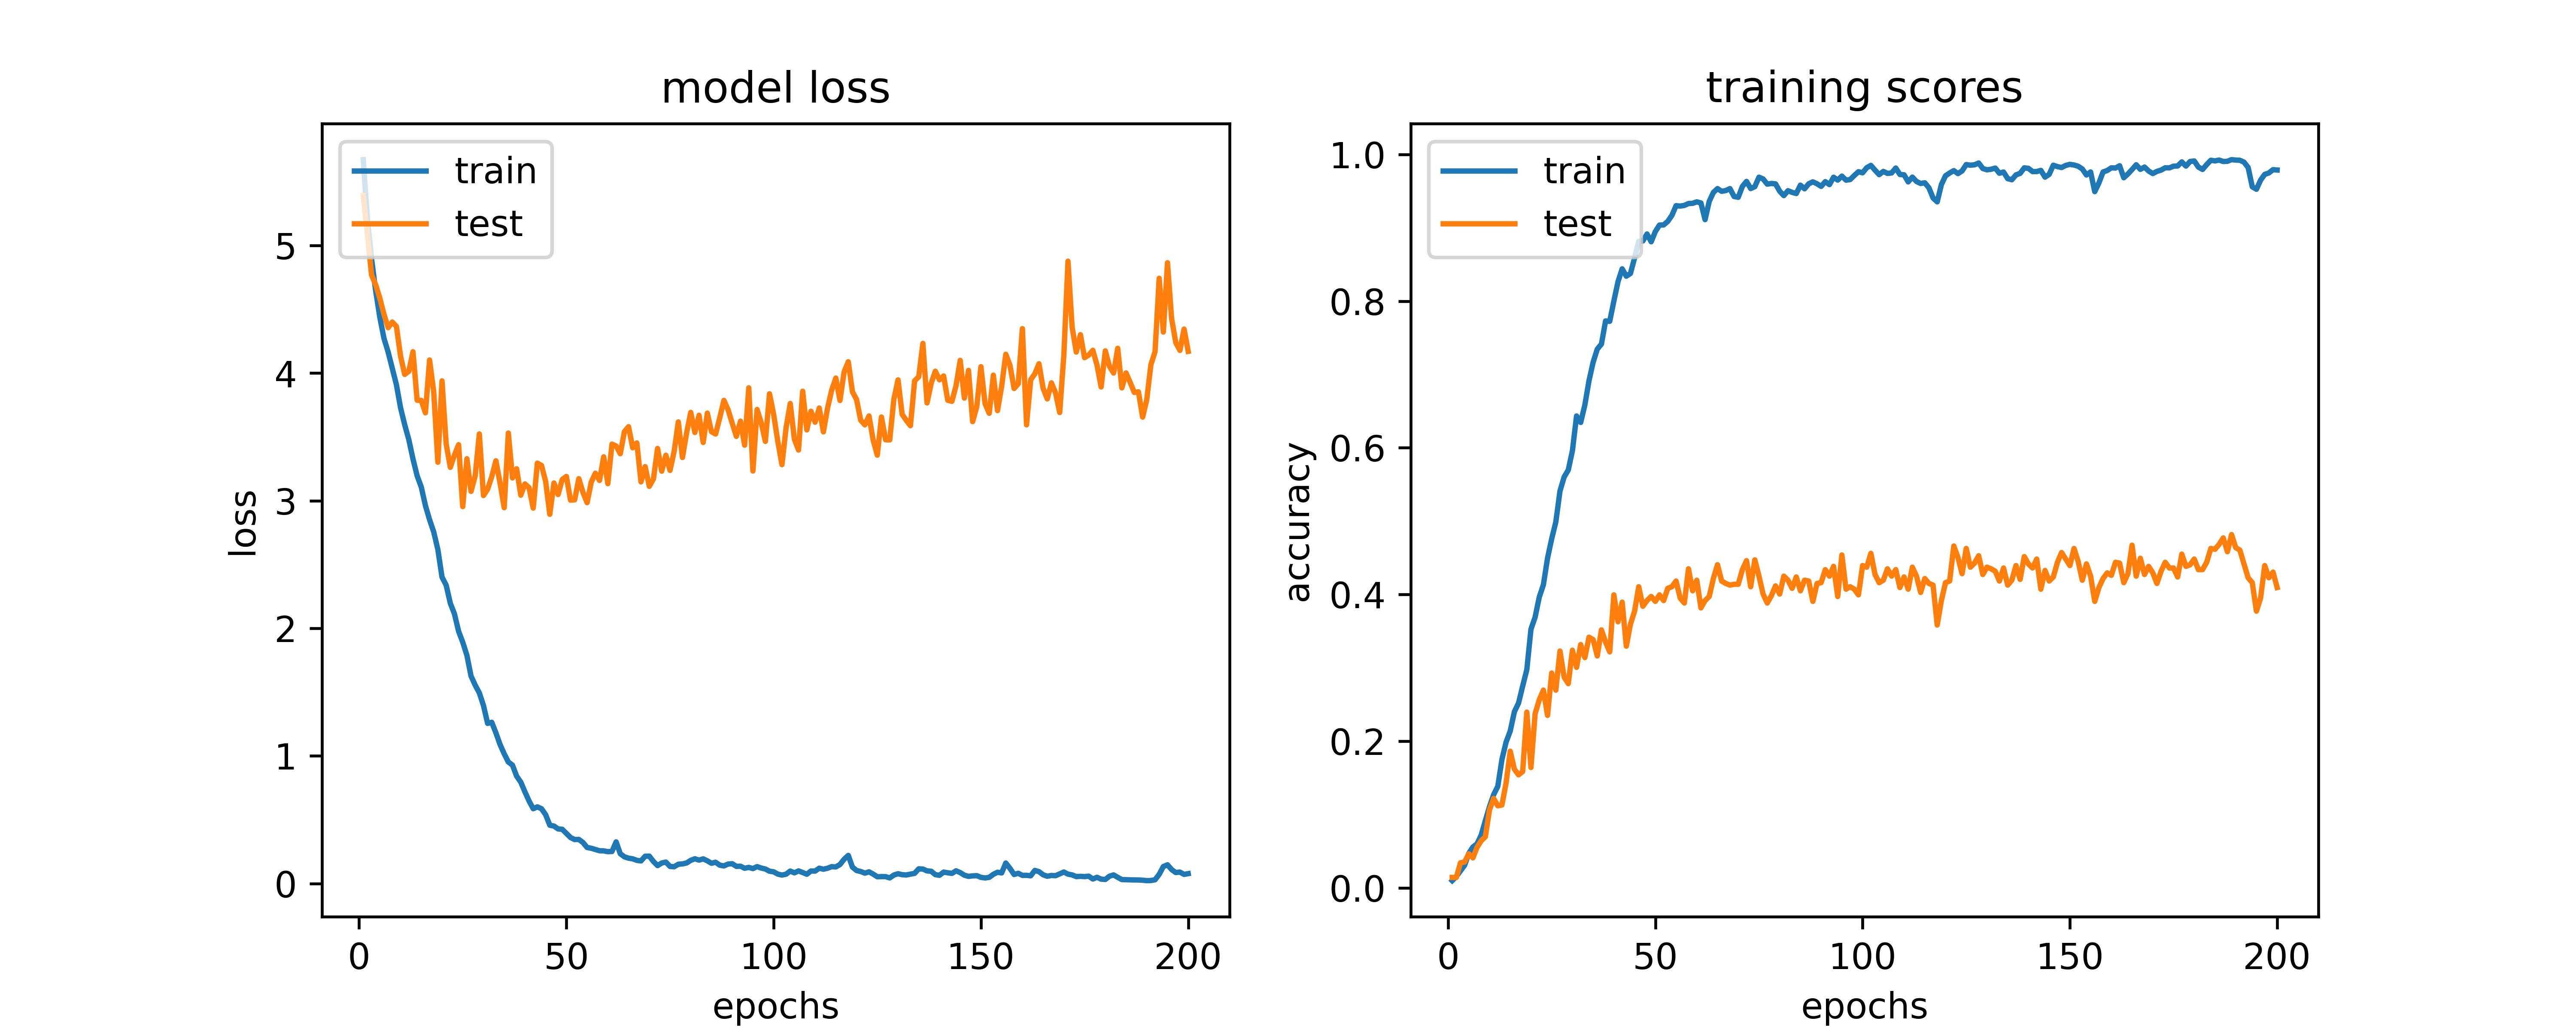 model loss
train
test
5
4
3
2
1
0
loss
0 50 100 150 200
epochs
training scores
train
test
1.0
0.8
0.6
0.4
0.2
0.0
accuracy
0 50 100 150 200
epochs